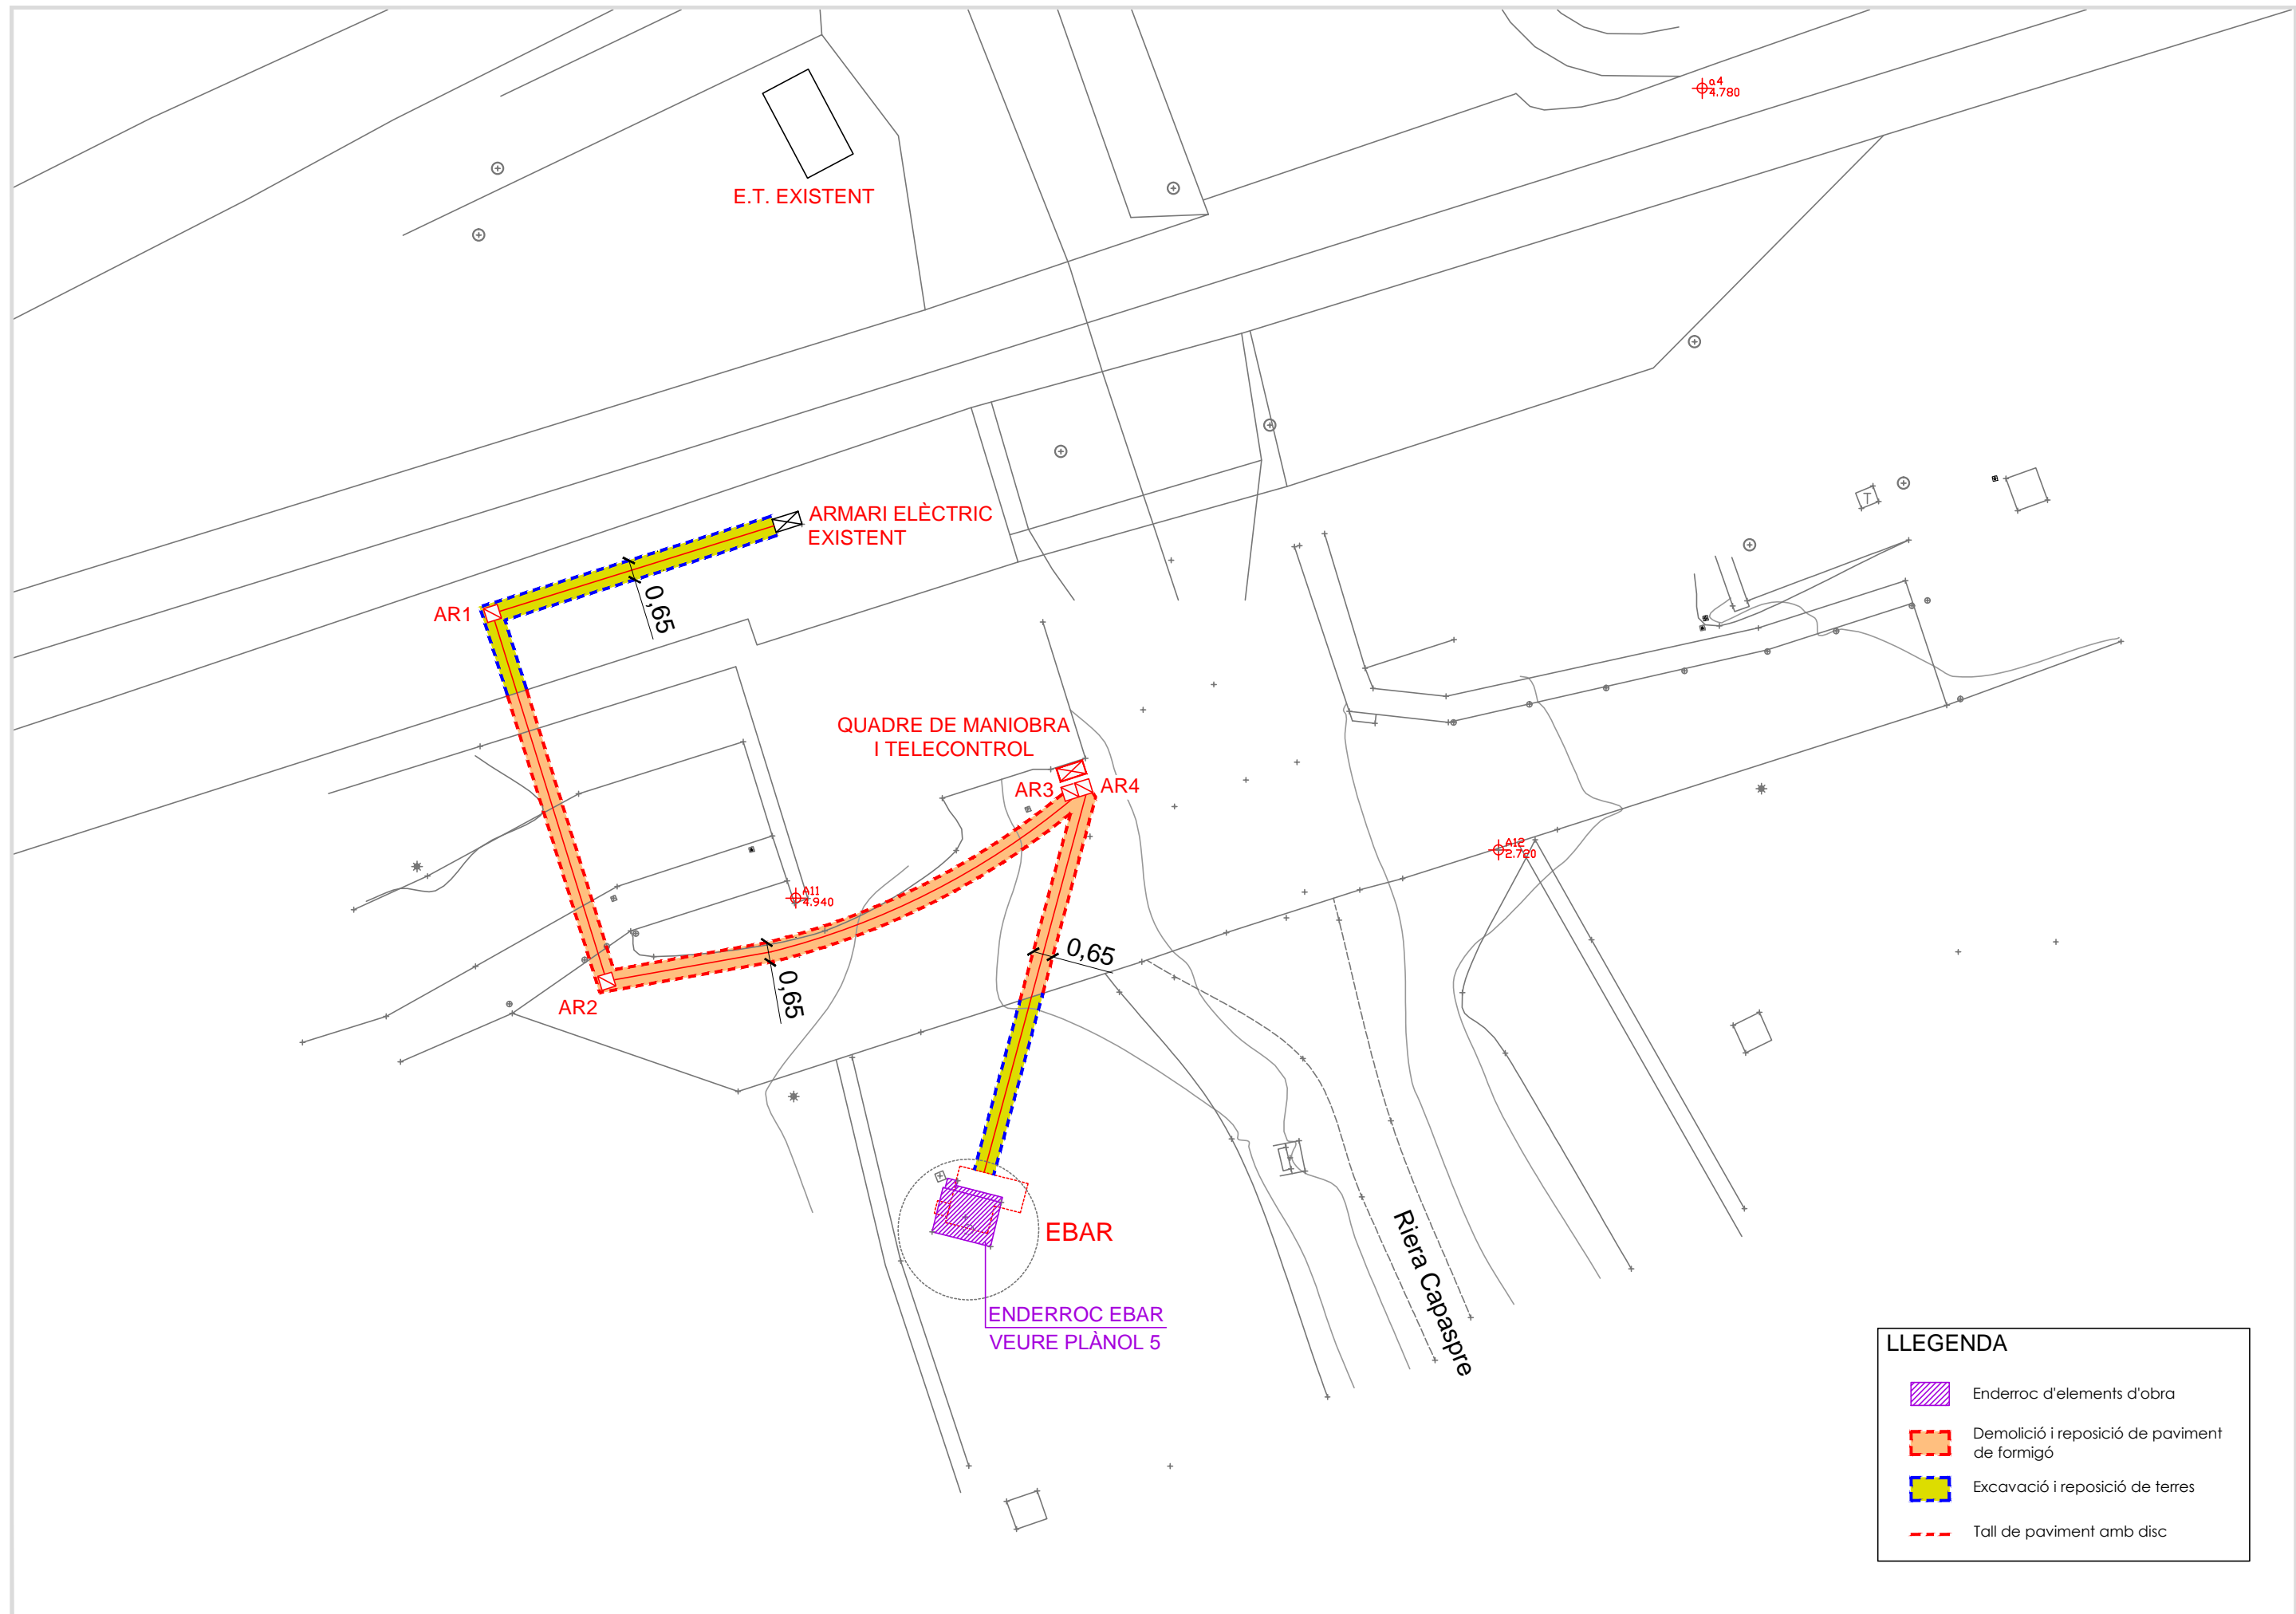 a4
4.780
E.T. EXISTENT
ARMARI ELÈCTRIC
EXISTENT
T
AR1
0,65
QUADRE DE MANIOBRA
I TELECONTROL
AR3
AR4
A12
2.720
A11
4.940
0,65
0,65
AR2
EBAR
Riera Capaspre
ENDERROC EBAR
VEURE PLÀNOL 5
LLEGENDA
Enderroc d'elements d'obra
Demolició i reposició de paviment
de formigó
Excavació i reposició de terres
Tall de paviment amb disc